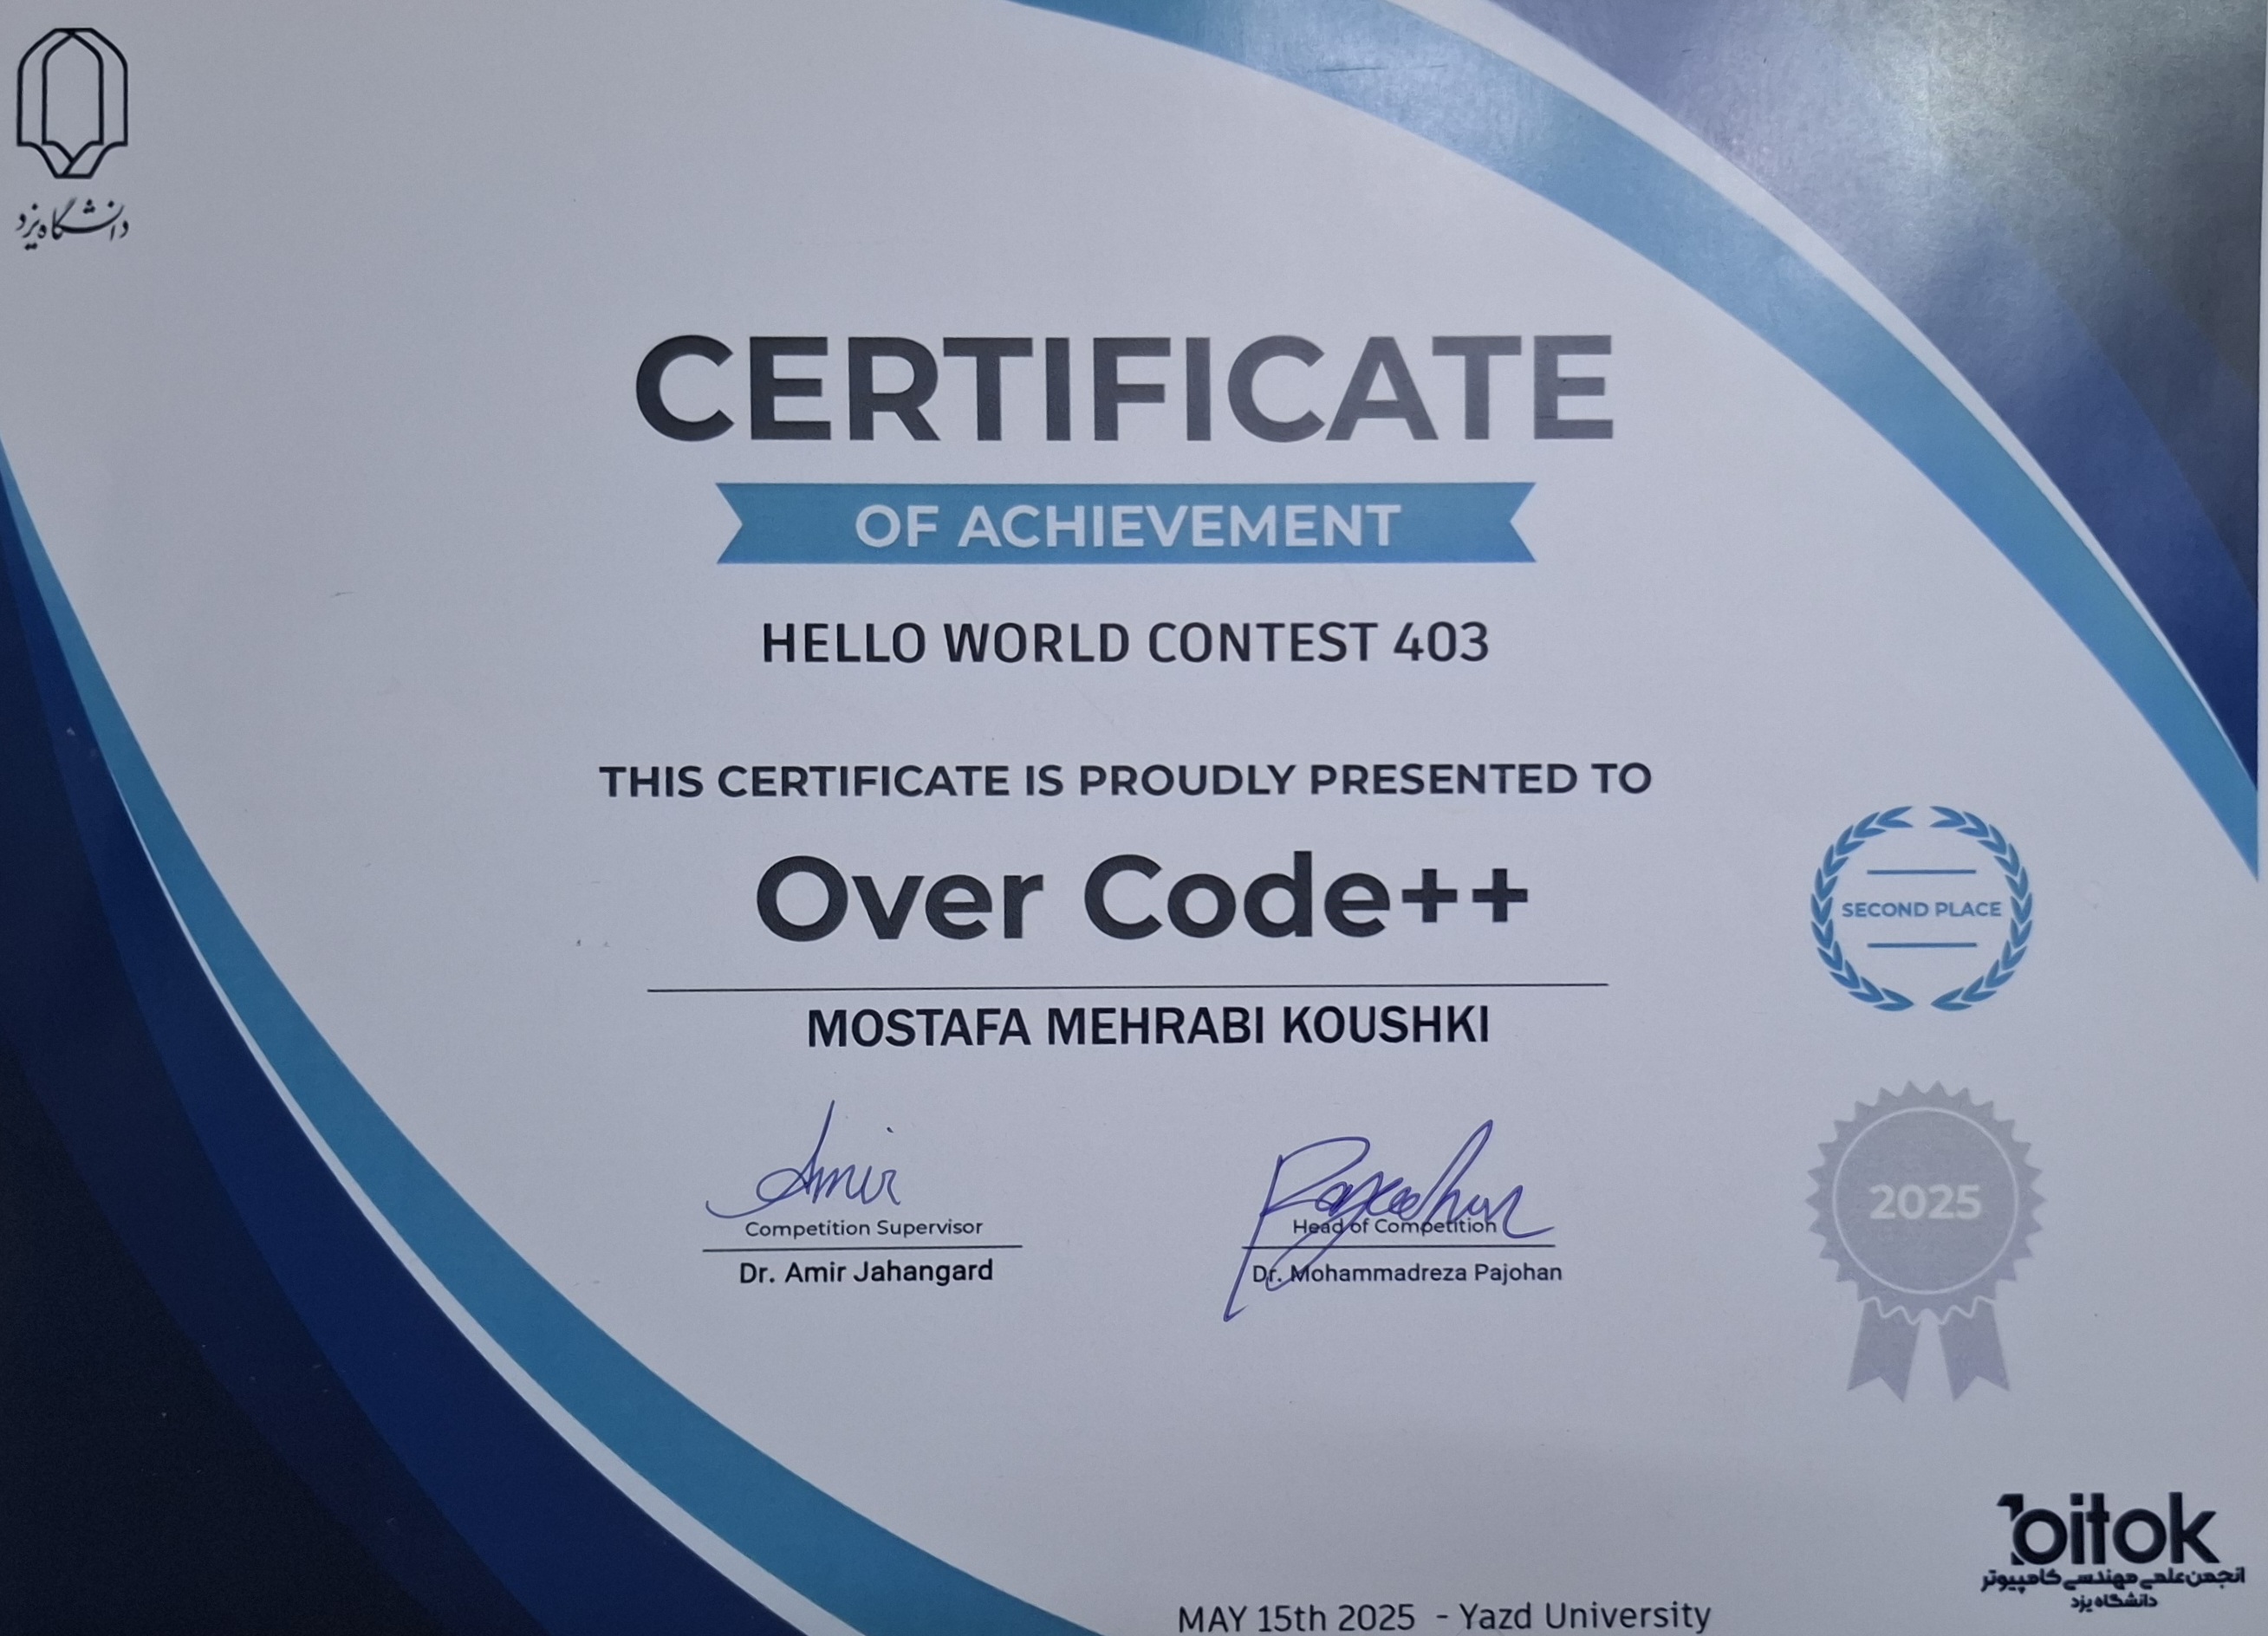 دانشگاه یزد
CERTIFICATE
OF ACHIEVEMENT
HELLO WORLD CONTEST 403
THIS CERTIFICATE IS PROUDLY PRESENTED TO
Over Code++
SECOND PLACE
MOSTAFA MEHRABI KOUSHKI
Amir
Competition Supervisor
Dr. Amir Jahangard
Head of Competition
Dr. Mohammadreza Pajohan
2025
bitok
انجمن علمی مهندسی کامپیوتر
دانشگاه یزد
MAY 15th 2025 - Yazd University